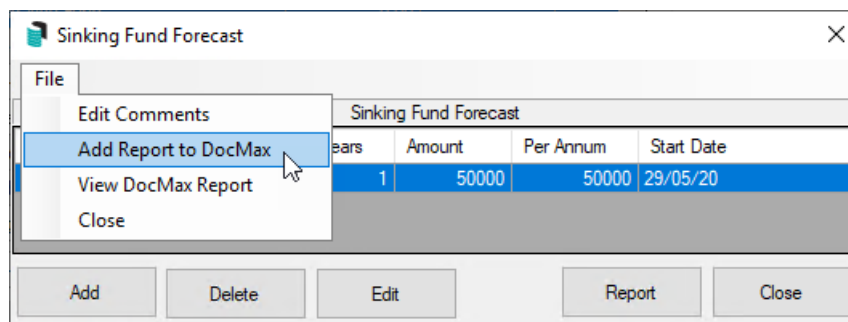 Sinking Fund Forecast
File
Edit Comments
Add Report to DocMax
View DocMax Report
Close
Sinking Fund Forecast
Amount Per Annum Start Date
1 50000 50000 29/05/20
Add Delete Edit Report Close